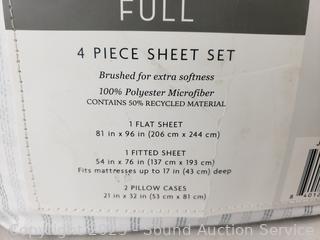 FULL
4 PIECE SHEET SET
Brushed for extra softness
100% Polyester Microfiber
CONTAINS 50% RECYCLED MATERIAL
1 FLAT SHEET
81 in x 96 in (206 cm x 244 cm)
1 FITTED SHEET
54 in x 76 in (137 cm x 193 cm)
Fits mattresses up to 17 in (43 cm) deep
2 PILLOW CASES
21 in x 32 in (53 cm x 81 cm)
Copyright 2023 - Sound Auction Service